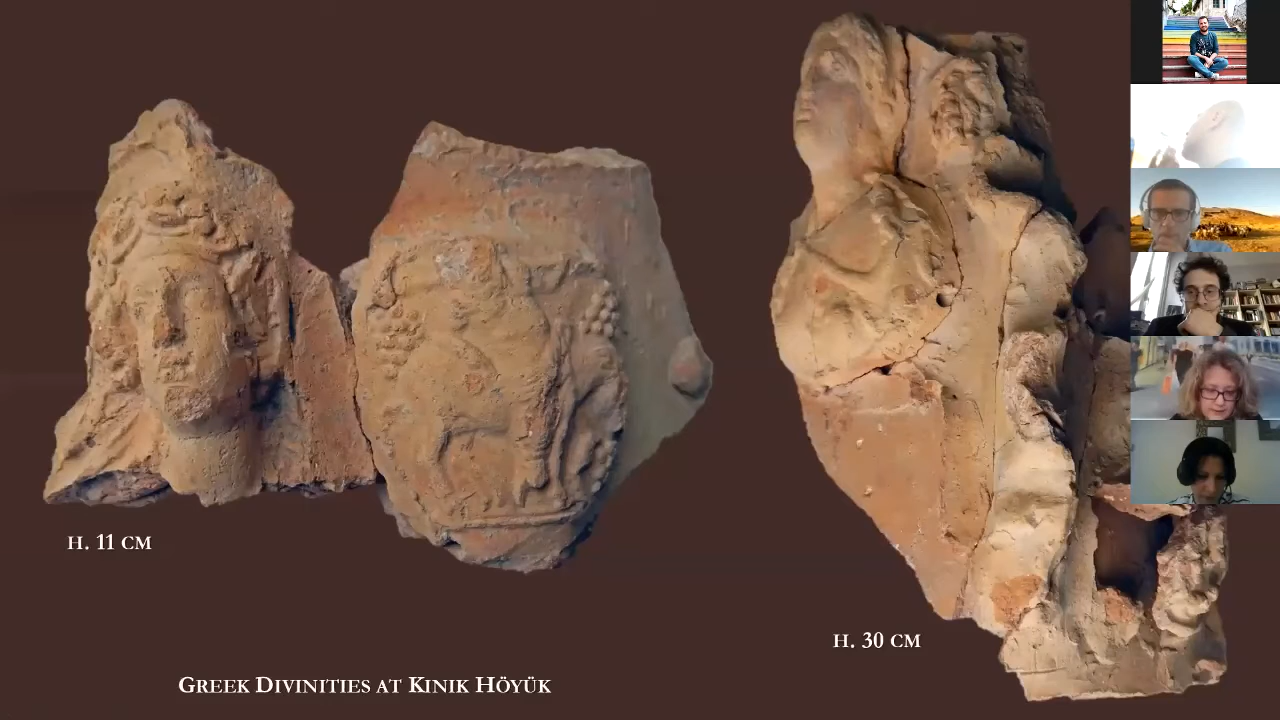 H. 11 CM
H. 30 CM
GREEK DIVINITIES AT KINIK HÖYÜK